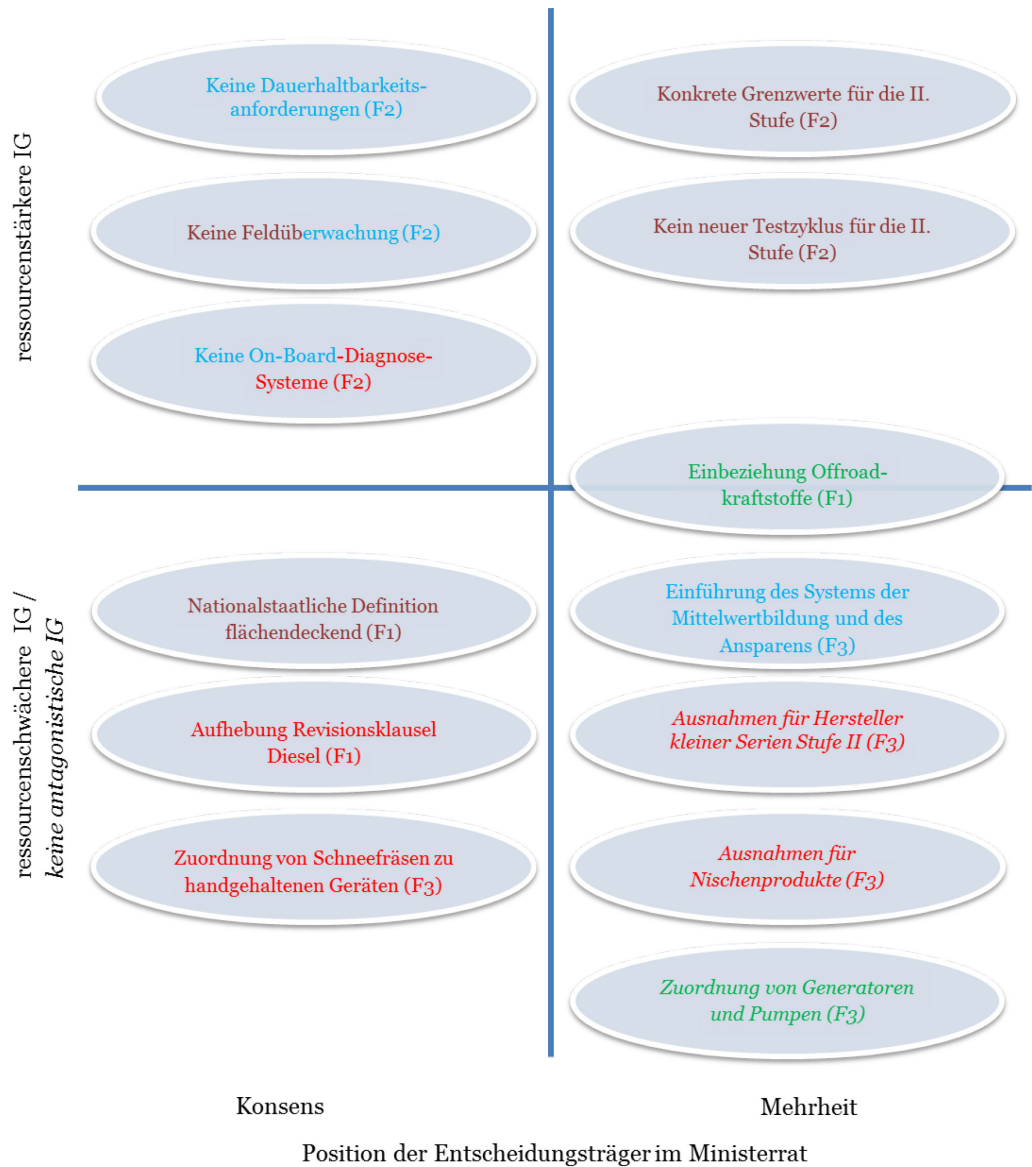 ressourcenstärkere IG
Keine Dauerhaltbarkeits-
anforderungen (F2)
Keine Feldüberwachung (F2)
Keine On-Board-Diagnose-
Systeme (F2)
Konkrete Grenzwerte für die II.
Stufe (F2)
Kein neuer Testzyklus für die II.
Stufe (F2)
Einbeziehung Offroad-
kraftstoffe (F1)
ressourcenschwächere IG /
keine antagonistische IG
Nationalstaatliche Definition
flächendeckend (F1)
Aufhebung Revisionsklausel
Diesel (F1)
Zuordnung von Schneefräsen zu
handgehaltenen Geräten (F3)
Einführung des Systems der
Mittelwertbildung und des
Ansparens (F3)
Ausnahmen für Hersteller
kleiner Serien Stufe II (F3)
Ausnahmen für
Nischenprodukte (F3)
Zuordnung von Generatoren
und Pumpen (F3)
Konsens
Mehrheit
Position der Entscheidungsträger im Ministerrat